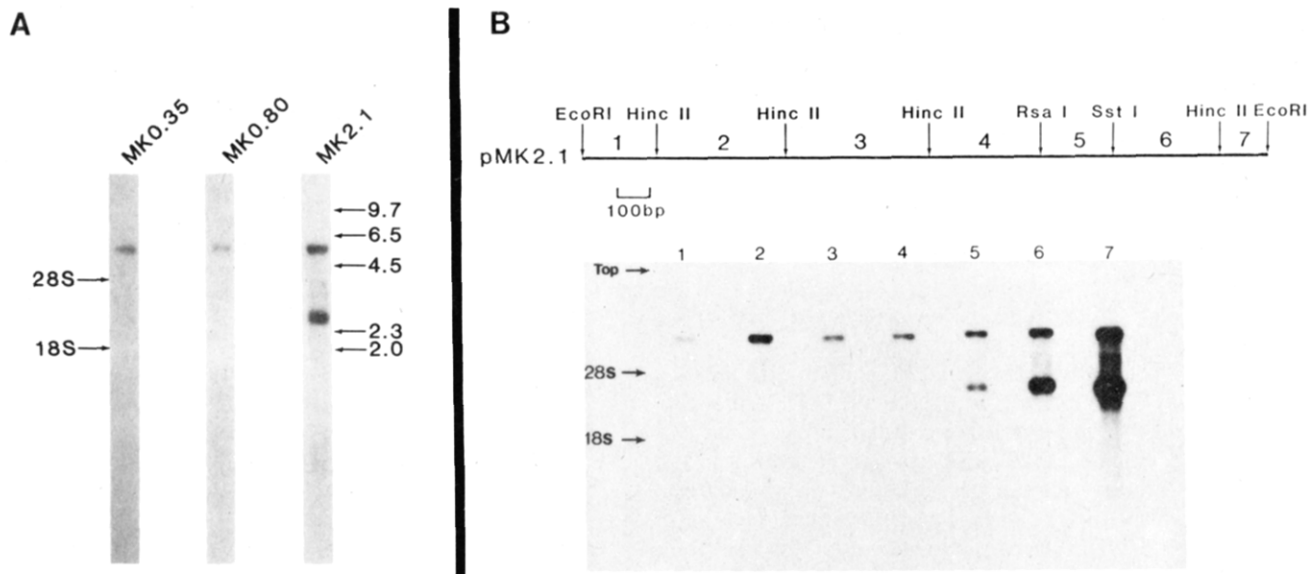 A
MK0.35
MK0.80
MK2.1
9.7
6.5
4.5
2.3
2.0
28S
18S
B
EcoRI Hinc II Hinc II Hinc II Rsa I Sst I Hinc II EcoRI
1 2 3 4 5 6 7
pMK2.1
100bp
1 2 3 4 5 6 7
Top
28S
18S